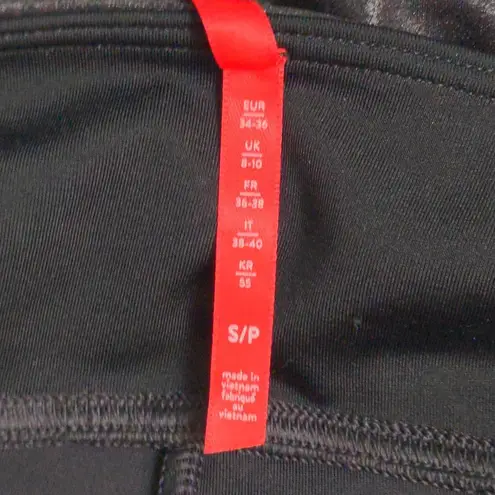 EUR
34-36
UK
8-10
FR
36-38
IT
38-40
KR
55
S/P
made in
vietnam
fabriqué
au
vietnam